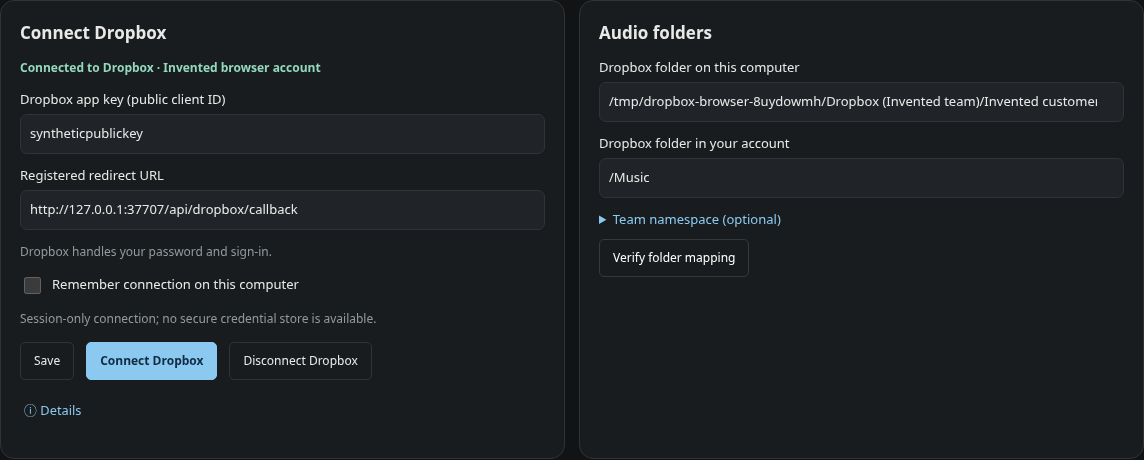 Connect Dropbox
Connected to Dropbox · Invented browser account
Dropbox app key (public client ID)
syntheticpublickey
Registered redirect URL
http://127.0.0.1:37707/api/dropbox/callback
Dropbox handles your password and sign-in.
Remember connection on this computer
Session-only connection; no secure credential store is available.
Save
Connect Dropbox
Disconnect Dropbox
ⓘ Details
Audio folders
Dropbox folder on this computer
/tmp/dropbox-browser-8uydowmh/Dropbox (Invented team)/Invented customer
Dropbox folder in your account
/Music
Team namespace (optional)
Verify folder mapping